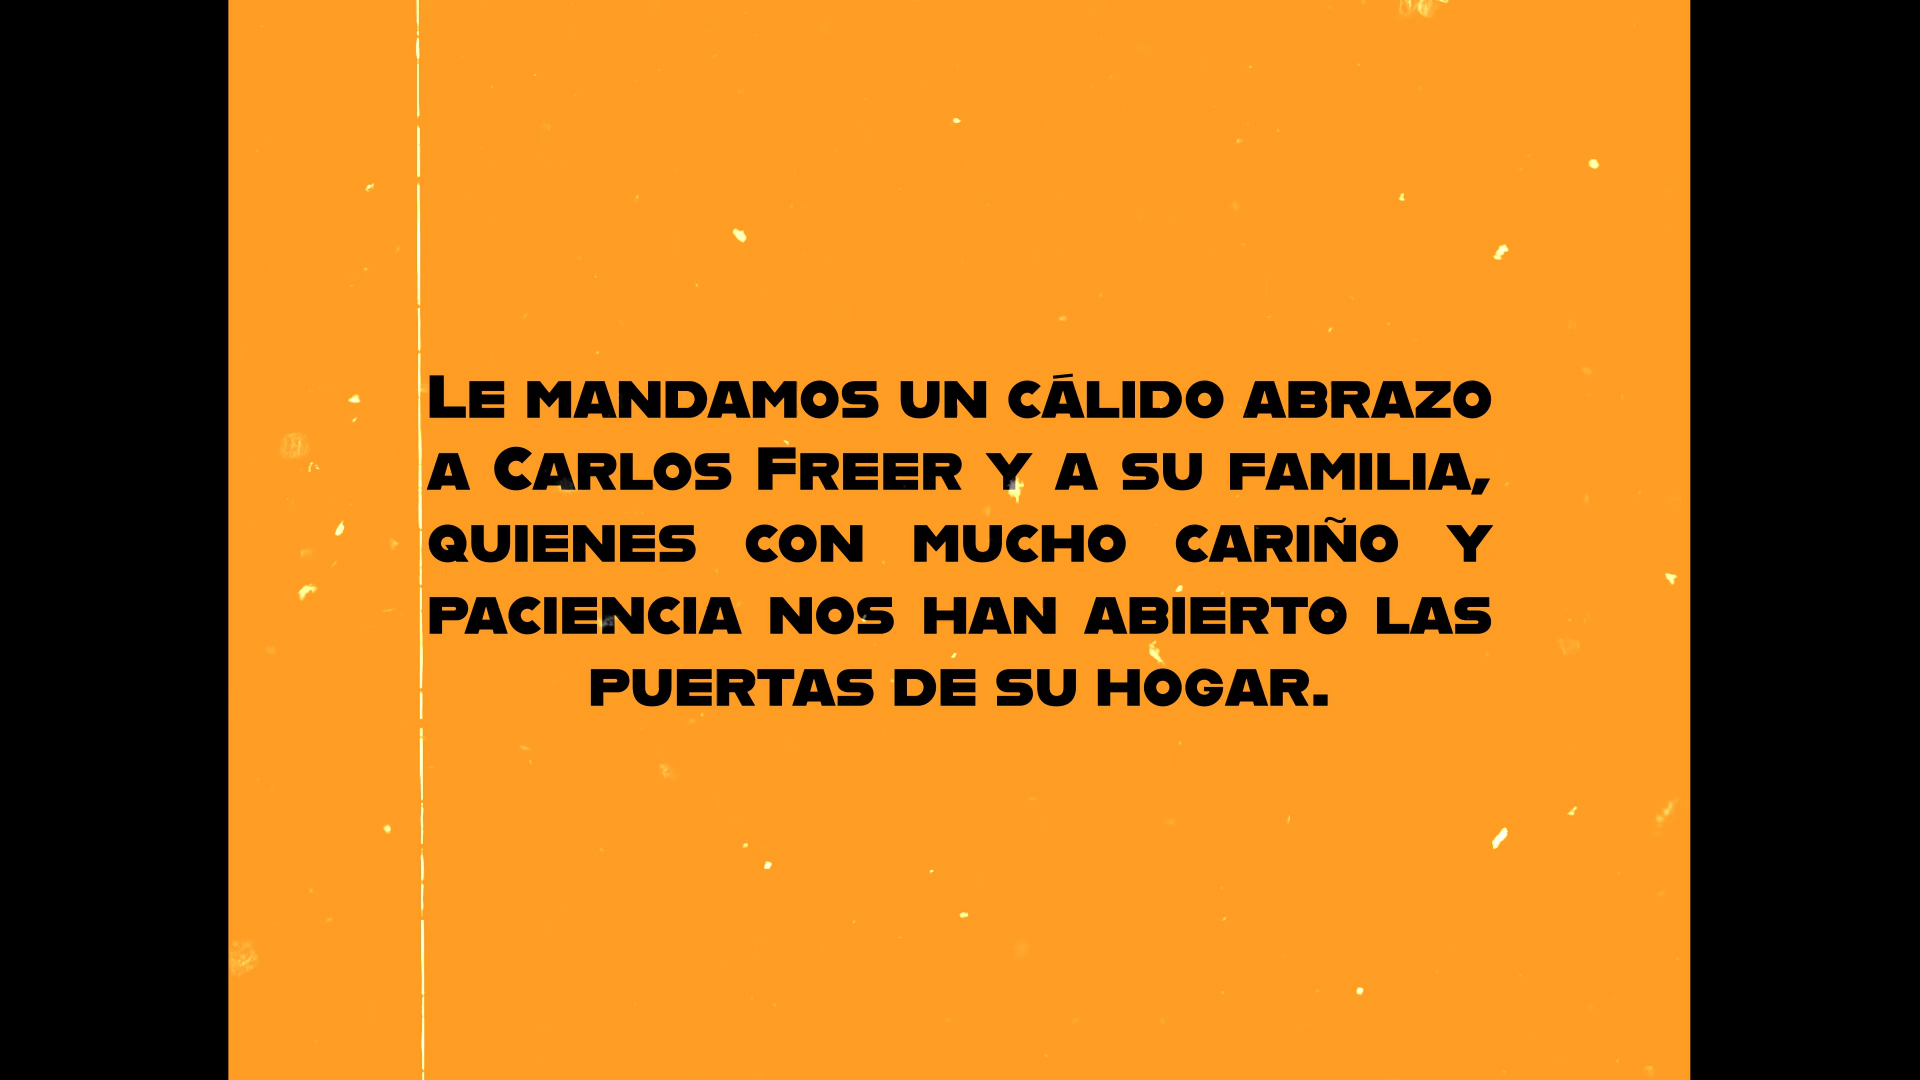 Le mandamos un cálido abrazo
a Carlos Freer y a su familia,
quienes con mucho cariño y
paciencia nos han abierto las
puertas de su hogar.